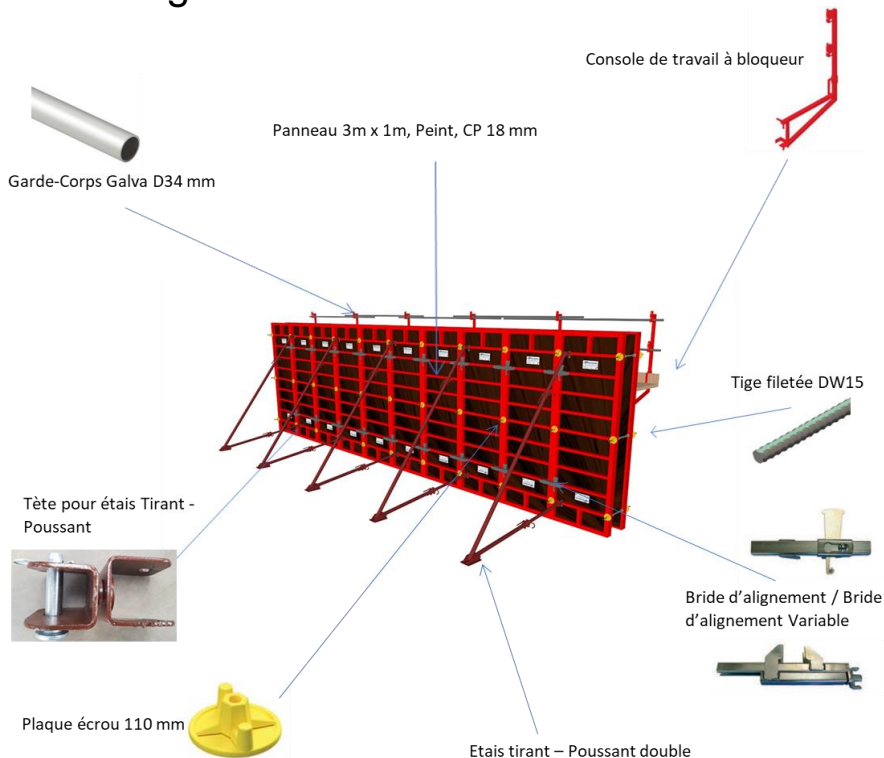 Console de travail à bloqueur
Panneau 3m x 1m, Peint, CP 18 mm
Garde-Corps Galva D34 mm
Tige filetée DW15
Tète pour étais Tirant -
Poussant
Bride d’alignement / Bride
d’alignement Variable
Plaque écrou 110 mm
Etais tirant – Poussant double